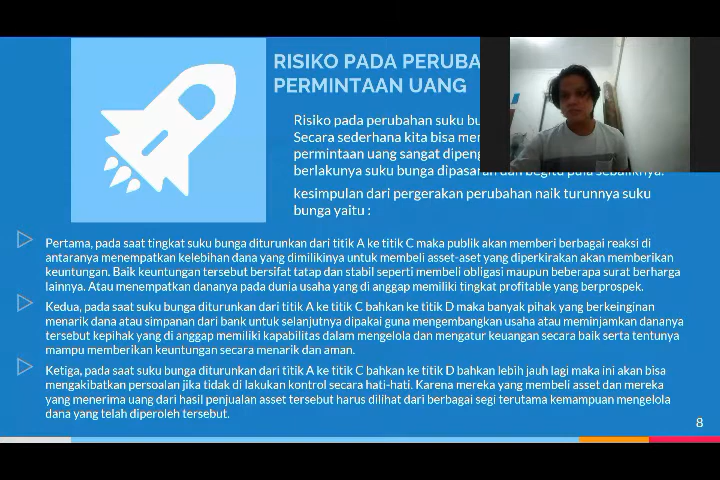 RISIKO PADA PERUBA
PERMINTAAN UANG
Risiko pada perubahan suku bu
Secara sederhana kita bisa mer
permintaan uang sangat dipeng
berlakunya suku bunga dipasaran dan begitu pula sebaliknya.
kesimpulan dari pergerakan perubahan naik turunnya suku
bunga yaitu :
Pertama, pada saat tingkat suku bunga diturunkan dari titik A ke titik C maka publik akan memberi berbagai reaksi di
antaranya menempatkan kelebihan dana yang dimilikinya untuk membeli asset-aset yang diperkirakan akan memberikan
keuntungan. Baik keuntungan tersebut bersifat tatap dan stabil seperti membeli obligasi maupun beberapa surat berharga
lainnya. Atau menempatkan dananya pada dunia usaha yang di anggap memiliki tingkat profitable yang berprospek.
Kedua, pada saat suku bunga diturunkan dari titik A ke titik C bahkan ke titik D maka banyak pihak yang berkeinginan
menarik dana atau simpanan dari bank untuk selanjutnya dipakai guna mengembangkan usaha atau meminjamkan dananya
tersebut kepihak yang di anggap memiliki kapabilitas dalam mengelola dan mengatur keuangan secara baik serta tentunya
mampu memberikan keuntungan secara menarik dan aman.
Ketiga, pada saat suku bunga diturunkan dari titik A ke titik C bahkan ke titik D bahkan lebih jauh lagi maka ini akan bisa
mengakibatkan persoalan jika tidak di lakukan kontrol secara hati-hati. Karena mereka yang membeli asset dan mereka
yang menerima uang dari hasil penjualan asset tersebut harus dilihat dari berbagai segi terutama kemampuan mengelola
dana yang telah diperoleh tersebut.
8